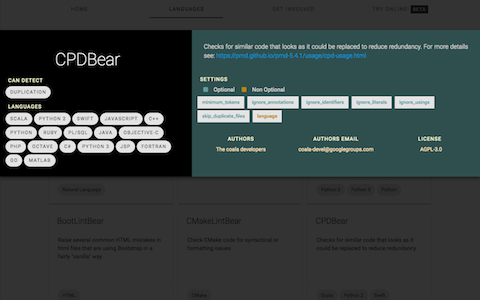 HOME LANGUAGES GET INVOLVED TRY ONLINE BETA
CPDBear
CAN DETECT
DUPLICATION
LANGUAGES
SCALA PYTHON 2 SWIFT JAVASCRIPT C++
PYTHON RUBY PL/SQL JAVA OBJECTIVE-C
PHP OCTAVE C# PYTHON 3 JSP FORTRAN
GO MATLAB
Checks for similar code that looks as it could be replaced to reduce redundancy. For more details
see: https://pmd.github.io/pmd-5.4.1/usage/cpd-usage.html
SETTINGS
Optional Non Optional
minimum_tokens ignore_annotations ignore_identifiers ignore_literals ignore_usings
skip_duplicate_files language
AUTHORS AUTHORS EMAIL LICENSE
The coala developers coala-devel@googlegroups.com AGPL-3.0
Natural Language Python 2 Python 3 Python
BootLintBear CMakeLintBear CPDBear
Raise several common HTML mistakes in Check CMake code for syntactical or Checks for similar code that looks as it
html files that are using Bootstrap in a formatting issues could be replaced to reduce redundancy
fairly 'vanilla' way
HTML CMake Scala Python 2 Swift